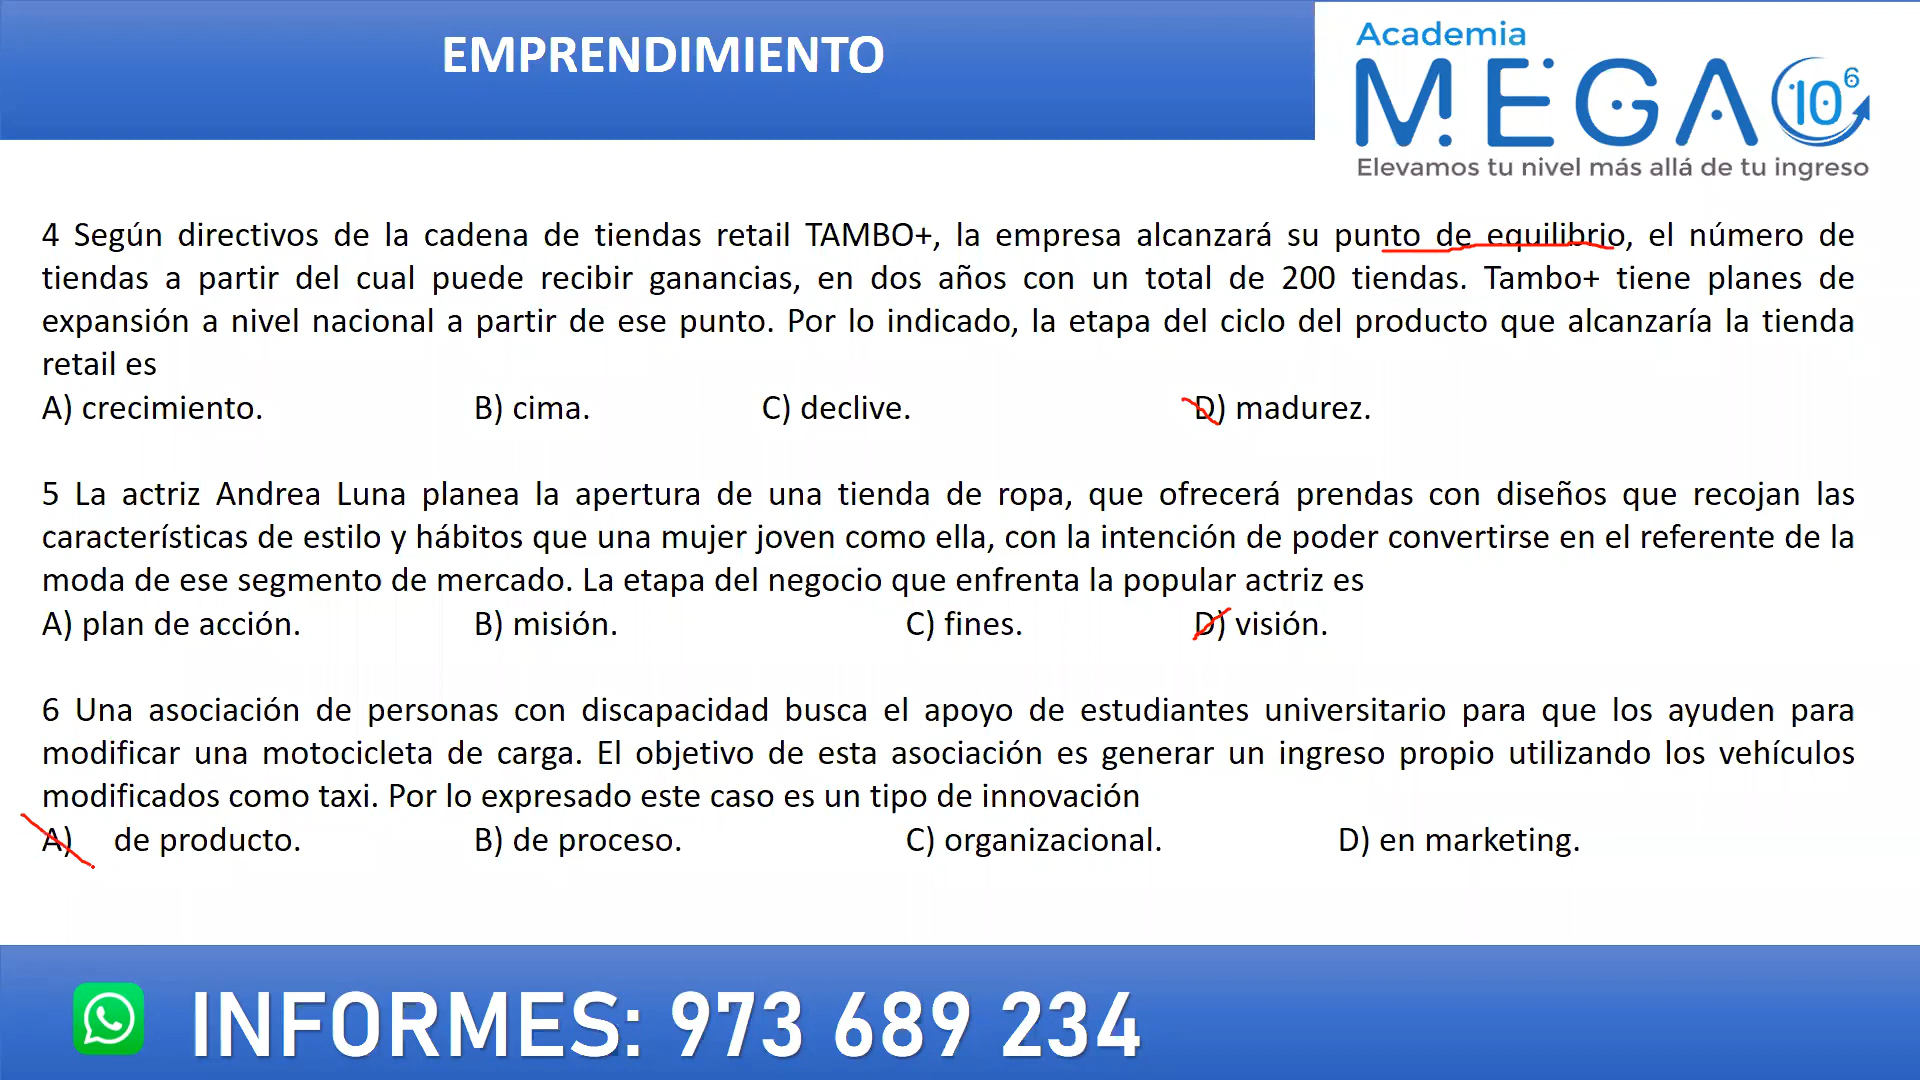 EMPRENDIMIENTO
Academia
MEGA 10⁶
Elevamos tu nivel más allá de tu ingreso
4 Según directivos de la cadena de tiendas retail TAMBO+, la empresa alcanzará su punto de equilibrio, el número de
tiendas a partir del cual puede recibir ganancias, en dos años con un total de 200 tiendas. Tambo+ tiene planes de
expansión a nivel nacional a partir de ese punto. Por lo indicado, la etapa del ciclo del producto que alcanzaría la tienda
retail es
A) crecimiento. B) cima. C) declive. D) madurez.
5 La actriz Andrea Luna planea la apertura de una tienda de ropa, que ofrecerá prendas con diseños que recojan las
características de estilo y hábitos que una mujer joven como ella, con la intención de poder convertirse en el referente de la
moda de ese segmento de mercado. La etapa del negocio que enfrenta la popular actriz es
A) plan de acción. B) misión. C) fines. D) visión.
6 Una asociación de personas con discapacidad busca el apoyo de estudiantes universitario para que los ayuden para
modificar una motocicleta de carga. El objetivo de esta asociación es generar un ingreso propio utilizando los vehículos
modificados como taxi. Por lo expresado este caso es un tipo de innovación
A) de producto. B) de proceso. C) organizacional. D) en marketing.
INFORMES: 973 689 234